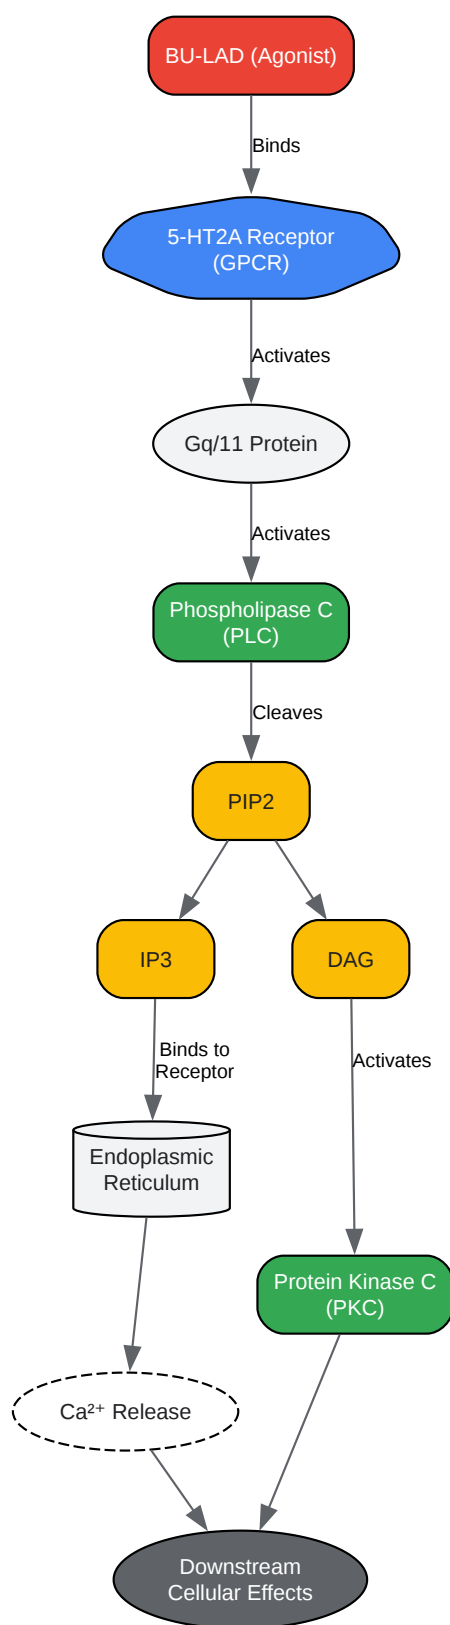 BU-LAD (Agonist)
Binds
5-HT2A Receptor
(GPCR)
Activates
Gq/11 Protein
Activates
Phospholipase C
(PLC)
Cleaves
PIP2
IP3
DAG
Binds to
Receptor
Activates
Endoplasmic
Reticulum
Protein Kinase C
(PKC)
Ca²⁺ Release
Downstream
Cellular Effects